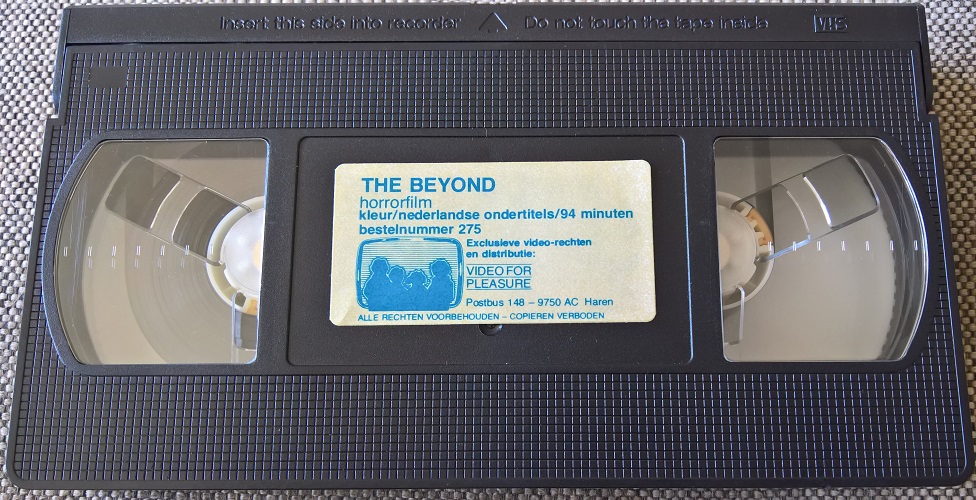 Insert this side into recorder Do not touch the tape inside VHS
THE BEYOND
horrorfilm
kleur/nederlandse ondertitels/94 minuten
bestelnummer 275
Exclusieve video-rechten
en distributie:
VIDEO FOR
PLEASURE
Postbus 148 – 9750 AC Haren
ALLE RECHTEN VOORBEHOUDEN – COPIEREN VERBODEN